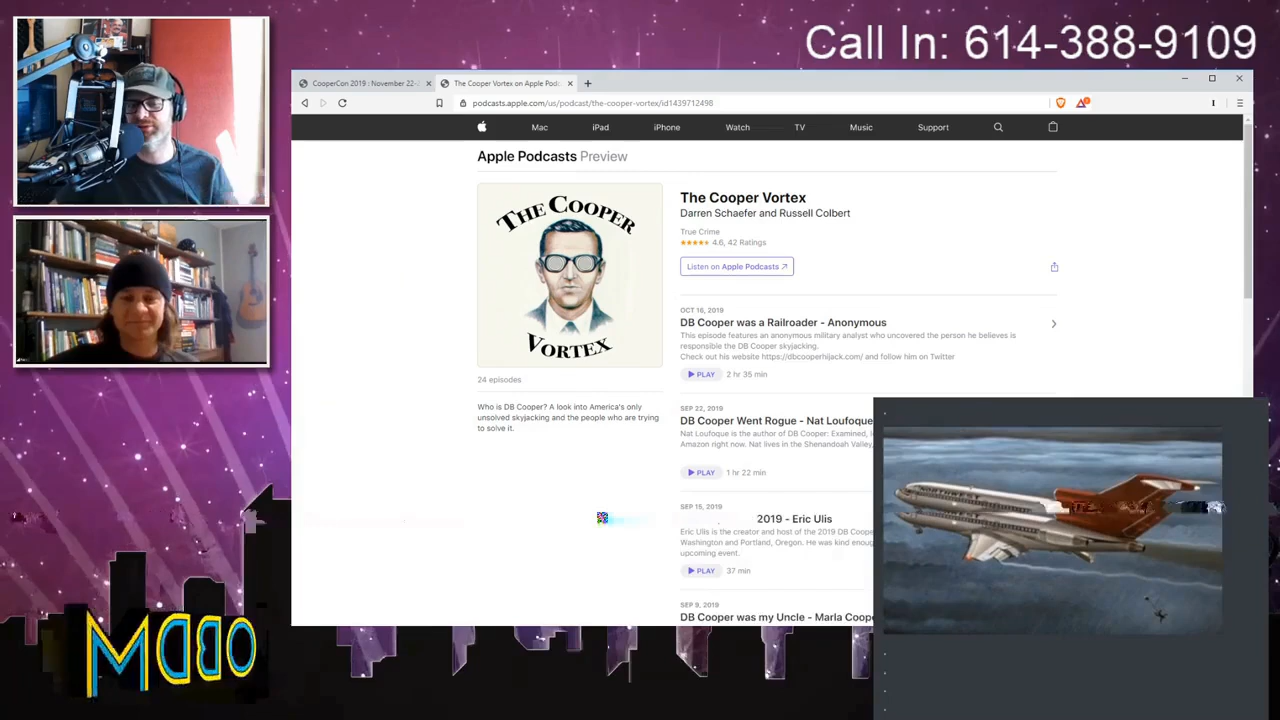 Call In: 614-388-9109
CooperCon 2019 : November 22-
The Cooper Vortex on Apple Podc
podcasts.apple.com/us/podcast/the-cooper-vortex/id1439712498
Mac iPad iPhone Watch TV Music Support
Apple Podcasts Preview
THE COOPER
VORTEX
24 episodes
Who is DB Cooper? A look into America's only
unsolved skyjacking and the people who are trying
to solve it.
The Cooper Vortex
Darren Schaefer and Russell Colbert
True Crime
★★★★★ 4.6, 42 Ratings
Listen on Apple Podcasts ↗
OCT 16, 2019
DB Cooper was a Railroader - Anonymous
This episode features an anonymous military analyst who uncovered the person he believes is
responsible the DB Cooper skyjacking.
Check out his website https://dbcooperhijack.com/ and follow him on Twitter
PLAY 2 hr 35 min
SEP 22, 2019
DB Cooper Went Rogue - Nat Loufoque
Nat Loufoque is the author of DB Cooper: Examined, I
Amazon right now. Nat lives in the Shenandoah Valley,
PLAY 1 hr 22 min
SEP 15, 2019
2019 - Eric Ulis
Eric Ulis is the creator and host of the 2019 DB Coope
Washington and Portland, Oregon. He was kind enoug
upcoming event.
PLAY 37 min
SEP 9, 2019
DB Cooper was my Uncle - Marla Coope
NORTHWEST